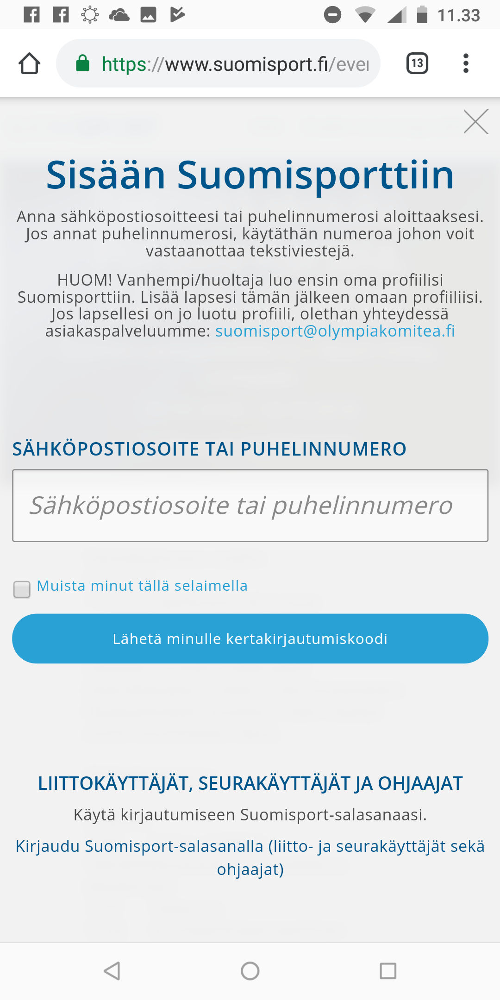 11.33
https://www.suomisport.fi/eve
13
Sisään Suomisporttiin
Anna sähköpostiosoitteesi tai puhelinnumerosi aloittaaksesi.
Jos annat puhelinnumerosi, käytäthän numeroa johon voit
vastaanottaa tekstiviestejä.
HUOM! Vanhempi/huoltaja luo ensin oma profiilisi
Suomisporttiin. Lisää lapsesi tämän jälkeen omaan profiiliisi.
Jos lapsellesi on jo luotu profiili, olethan yhteydessä
asiakaspalveluumme: suomisport@olympiakomitea.fi
SÄHKÖPOSTIOSOITE TAI PUHELINNUMERO
Sähköpostiosoite tai puhelinnumero
Muista minut tällä selaimella
Lähetä minulle kertakirjautumiskoodi
LIITTOKÄYTTÄJÄT, SEURAKÄYTTÄJÄT JA OHJAAJAT
Käytä kirjautumiseen Suomisport-salasanaasi.
Kirjaudu Suomisport-salasanalla (liitto- ja seurakäyttäjät sekä
ohjaajat)